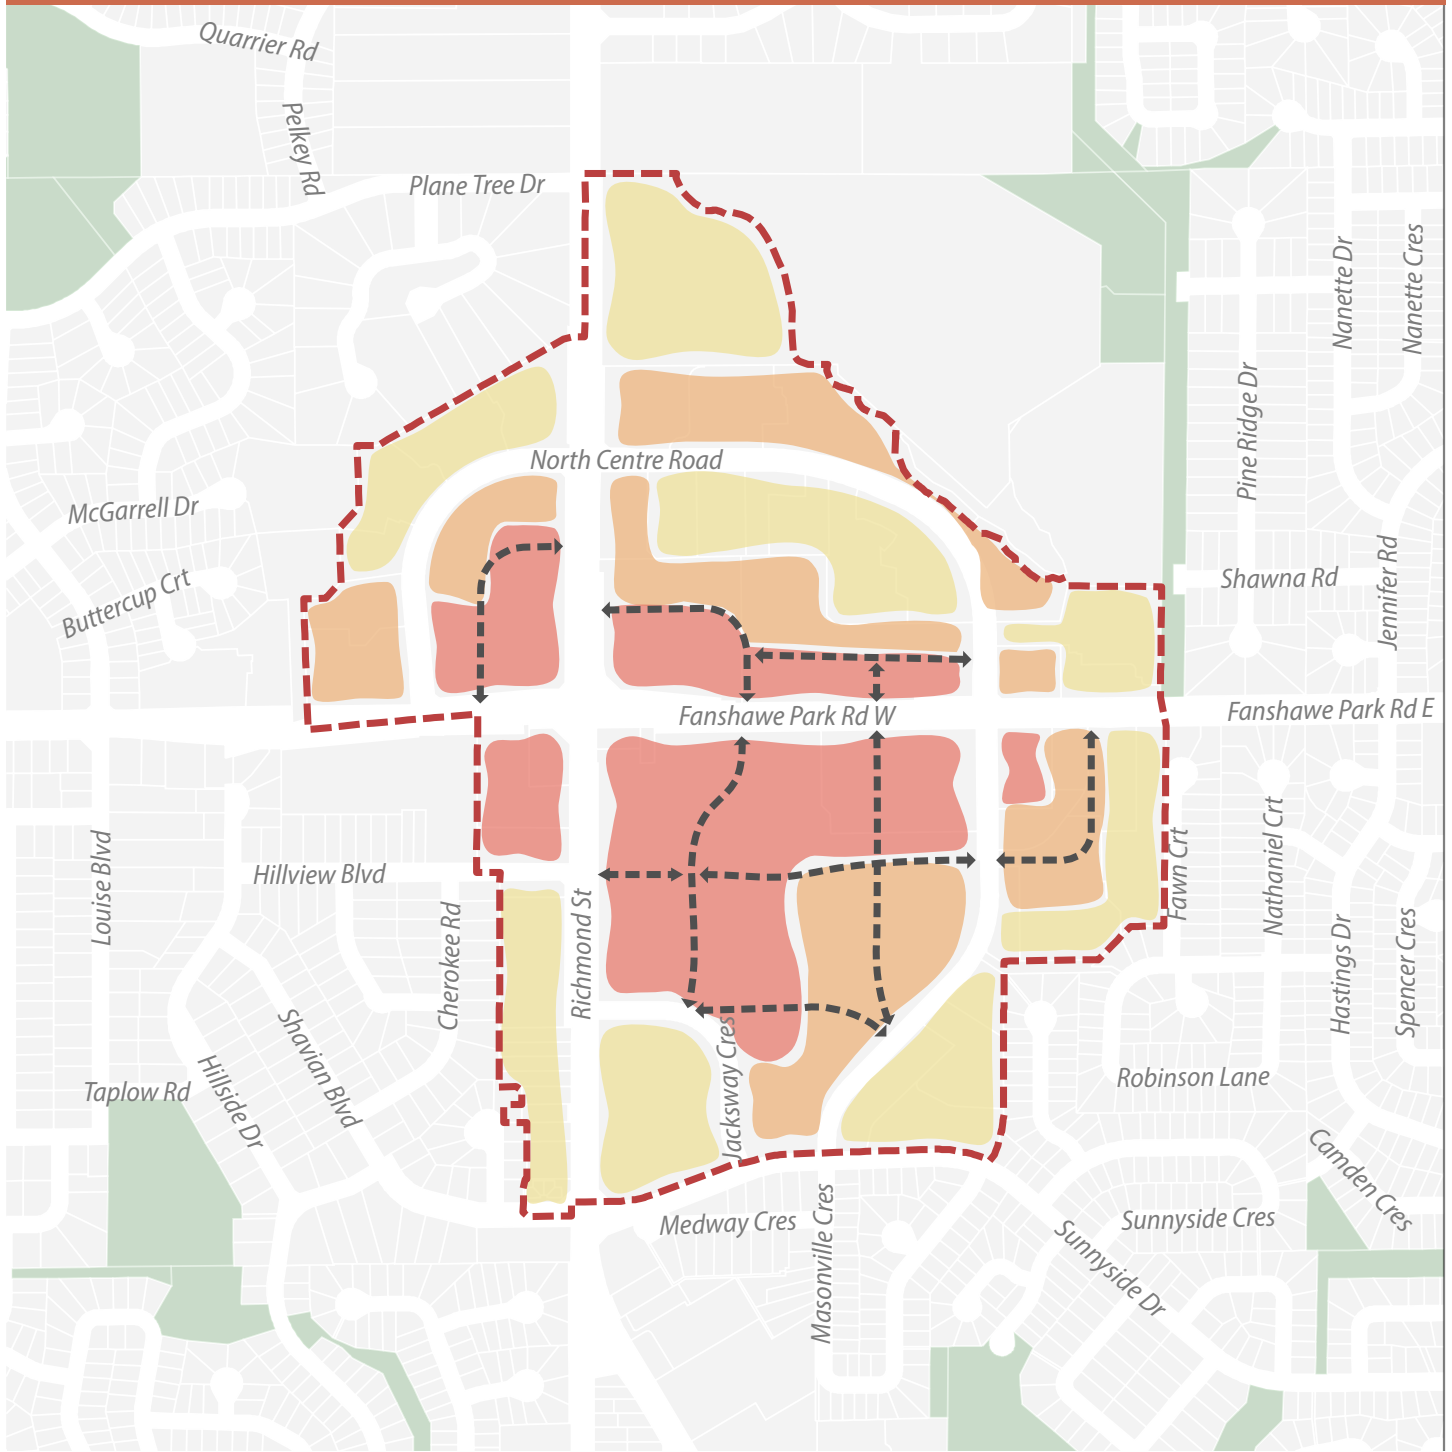 Quarrier Rd
Pelkey Rd
Plane Tree Dr
Nanette Dr
Nanette Cres
Pine Ridge Dr
North Centre Road
McGarrell Dr
Buttercup Crt
Shawna Rd
Jennifer Rd
Fanshawe Park Rd W
Fanshawe Park Rd E
Louise Blvd
Hillview Blvd
Cherokee Rd
Richmond St
Fawn Crt
Nathaniel Crt
Hastings Dr
Spencer Cres
Shavian Blvd
Hillside Dr
Taplow Rd
Jacksway Cres
Robinson Lane
Camden Cres
Medway Cres
Masonville Cres
Sunnyside Cres
Sunnyside Dr